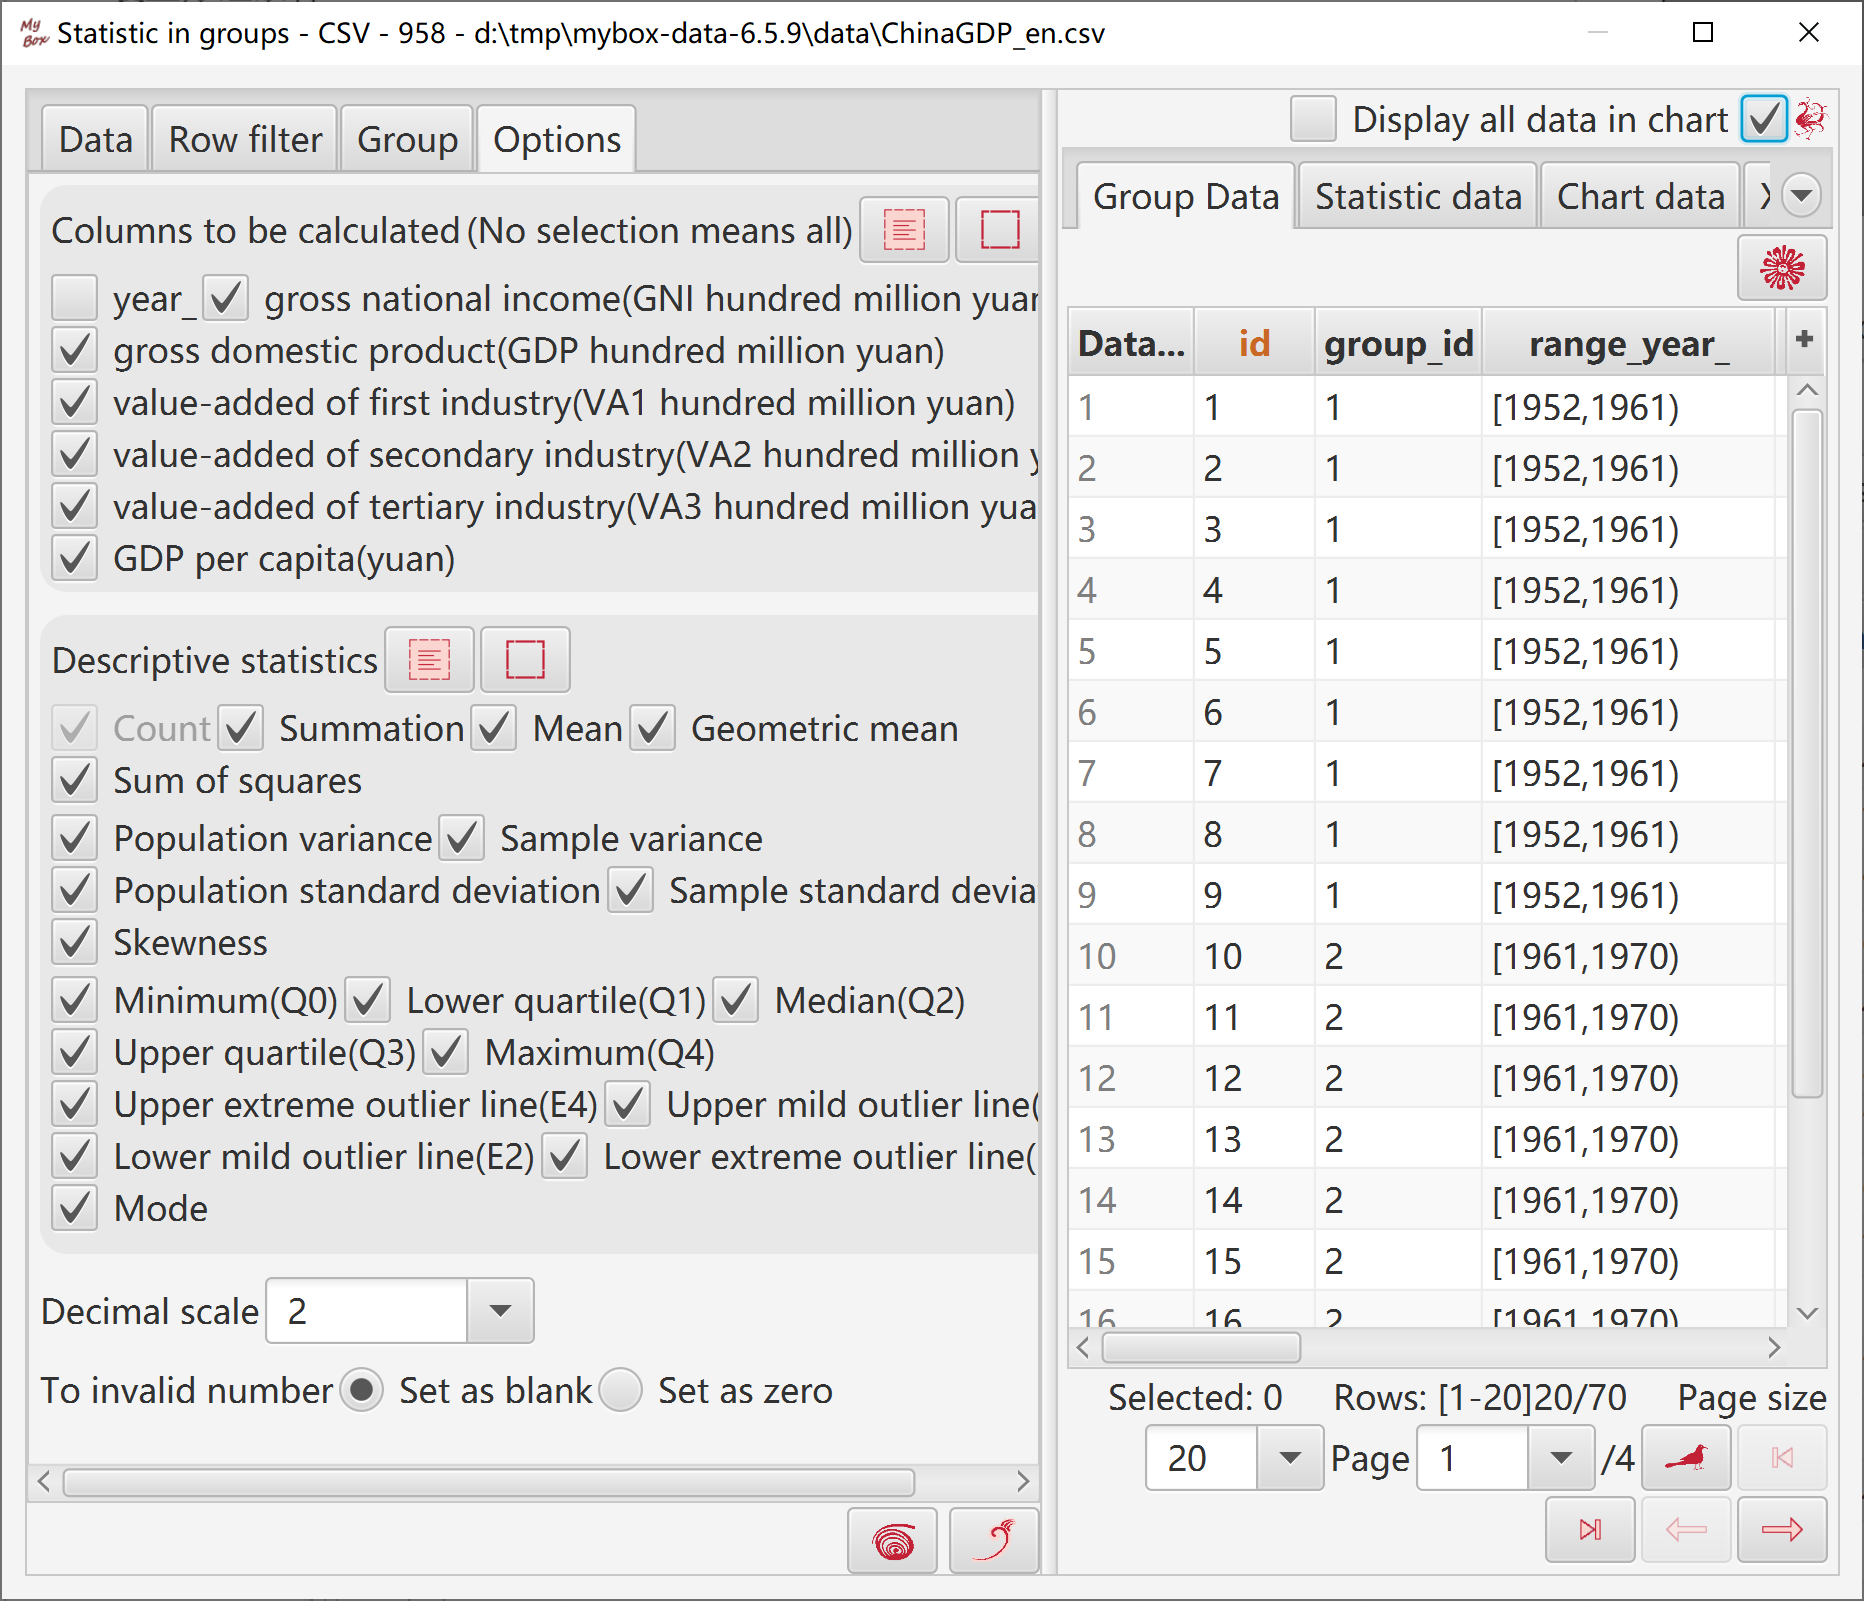 My Box Statistic in groups - CSV - 958 - d:\tmp\mybox-data-6.5.9\data\ChinaGDP_en.csv
Data Row filter Group Options
Columns to be calculated (No selection means all)
year_ gross national income(GNI hundred million yuan
gross domestic product(GDP hundred million yuan)
value-added of first industry(VA1 hundred million yuan)
value-added of secondary industry(VA2 hundred million y
value-added of tertiary industry(VA3 hundred million yua
GDP per capita(yuan)
Descriptive statistics
Count Summation Mean Geometric mean
Sum of squares
Population variance Sample variance
Population standard deviation Sample standard devia
Skewness
Minimum(Q0) Lower quartile(Q1) Median(Q2)
Upper quartile(Q3) Maximum(Q4)
Upper extreme outlier line(E4) Upper mild outlier line(
Lower mild outlier line(E2) Lower extreme outlier line(
Mode
Decimal scale 2
To invalid number Set as blank Set as zero
Display all data in chart
Group Data Statistic data Chart data X
Data... id group_id range_year_ +
1 1 1 [1952,1961)
2 2 1 [1952,1961)
3 3 1 [1952,1961)
4 4 1 [1952,1961)
5 5 1 [1952,1961)
6 6 1 [1952,1961)
7 7 1 [1952,1961)
8 8 1 [1952,1961)
9 9 1 [1952,1961)
10 10 2 [1961,1970)
11 11 2 [1961,1970)
12 12 2 [1961,1970)
13 13 2 [1961,1970)
14 14 2 [1961,1970)
15 15 2 [1961,1970)
16 16 2 [1961,1970)
Selected: 0 Rows: [1-20]20/70 Page size
20 Page 1 /4